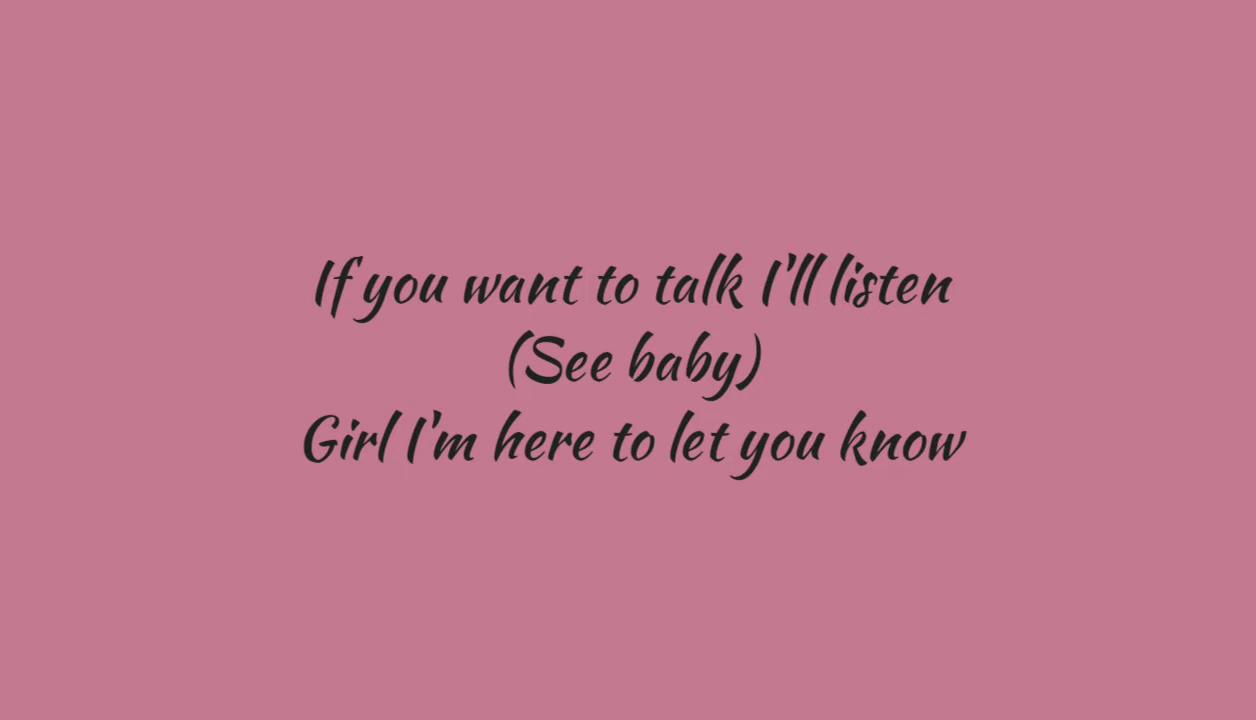 If you want to talk I'll listen
(See baby)
Girl I'm here to let you know